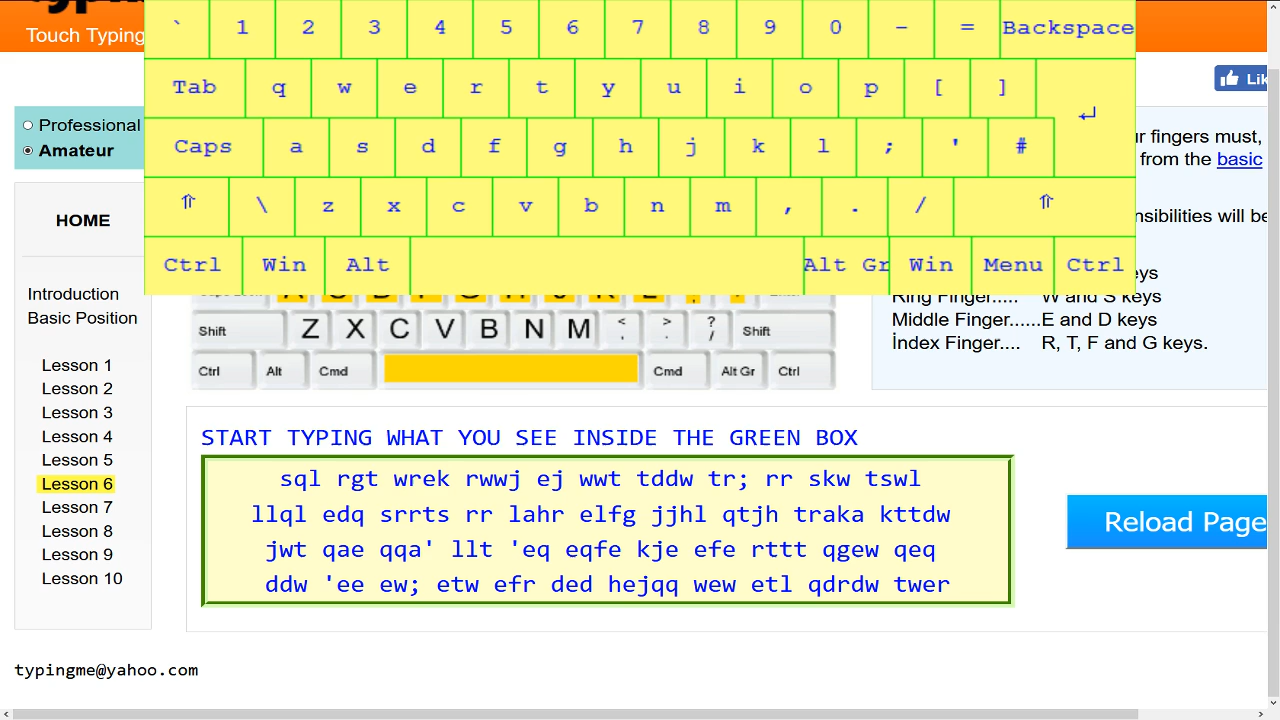 Touch Typing
` 1 2 3 4 5 6 7 8 9 0 - = Backspace
Tab q w e r t y u i o p [ ] ↵
Caps a s d f g h j k l ; ' #
⇑ \ z x c v b n m , . / ⇑
Ctrl Win Alt Alt Gr Win Menu Ctrl
Professional
Amateur
HOME
Introduction
Basic Position
Lesson 1
Lesson 2
Lesson 3
Lesson 4
Lesson 5
Lesson 6
Lesson 7
Lesson 8
Lesson 9
Lesson 10
Shift Z X C V B N M < , > . ? / Shift
Ctrl Alt Cmd Cmd Alt Gr Ctrl
fingers must,
from the basic
will be
Ring Finger..... W and S keys
Middle Finger......E and D keys
İndex Finger.... R, T, F and G keys.
START TYPING WHAT YOU SEE INSIDE THE GREEN BOX
sql rgt wrek rwwj ej wwt tddw tr; rr skw tswl
llql edq srrts rr lahr elfg jjhl qtjh traka kttdw
jwt qae qqa' llt 'eq eqfe kje efe rttt qgew qeq
ddw 'ee ew; etw efr ded hejqq wew etl qdrdw twer
Reload Page
typingme@yahoo.com